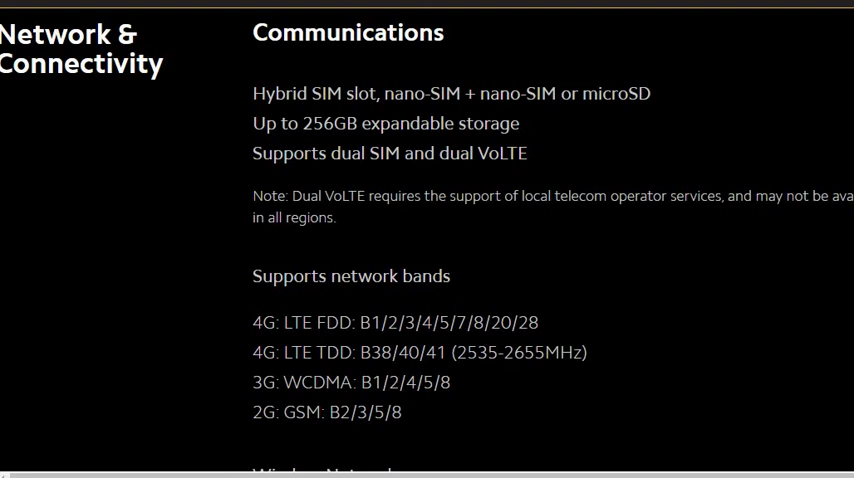 Network &
Connectivity
Communications
Hybrid SIM slot, nano-SIM + nano-SIM or microSD
Up to 256GB expandable storage
Supports dual SIM and dual VoLTE
Note: Dual VoLTE requires the support of local telecom operator services, and may not be
in all regions.
Supports network bands
4G: LTE FDD: B1/2/3/4/5/7/8/20/28
4G: LTE TDD: B38/40/41 (2535-2655MHz)
3G: WCDMA: B1/2/4/5/8
2G: GSM: B2/3/5/8